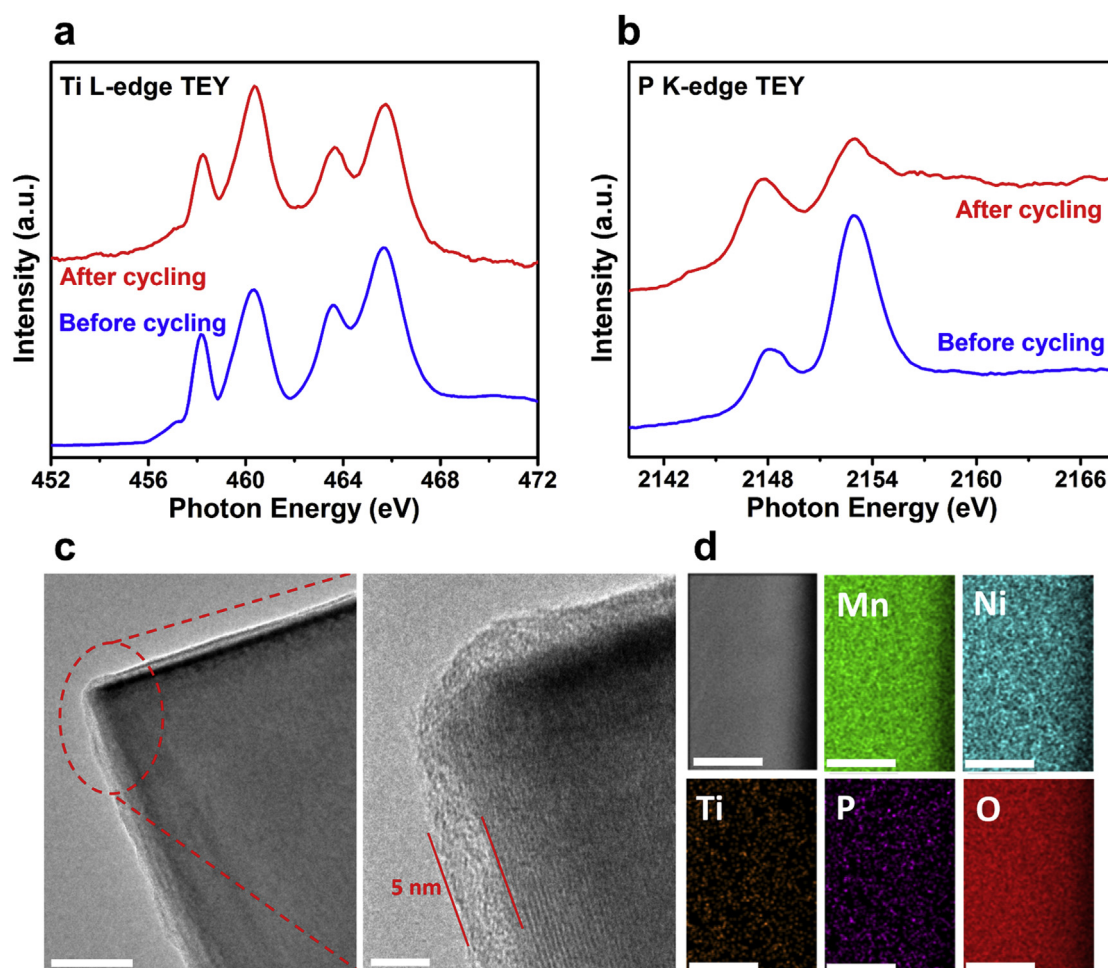 a
Ti L-edge TEY
Intensity (a.u.)
After cycling
Before cycling
452 456 460 464 468 472
Photon Energy (eV)
b
P K-edge TEY
Intensity (a.u.)
After cycling
Before cycling
2142 2148 2154 2160 2166
Photon Energy (eV)
c
5 nm
d
Mn
Ni
Ti
P
O